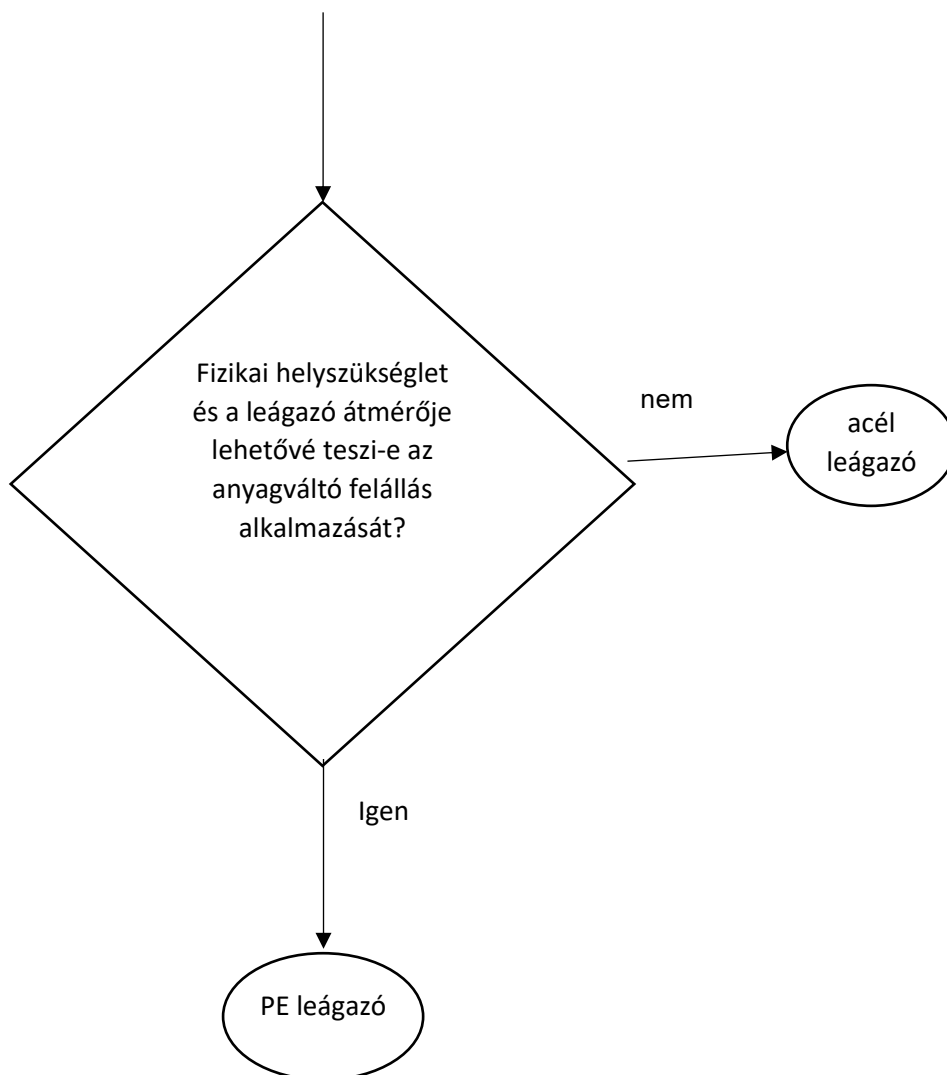 Fizikai helyszükséglet
és a leágazó átmérője
lehetővé teszi-e az
anyagváltó felállás
alkalmazását?
nem
acél
leágazó
Igen
PE leágazó